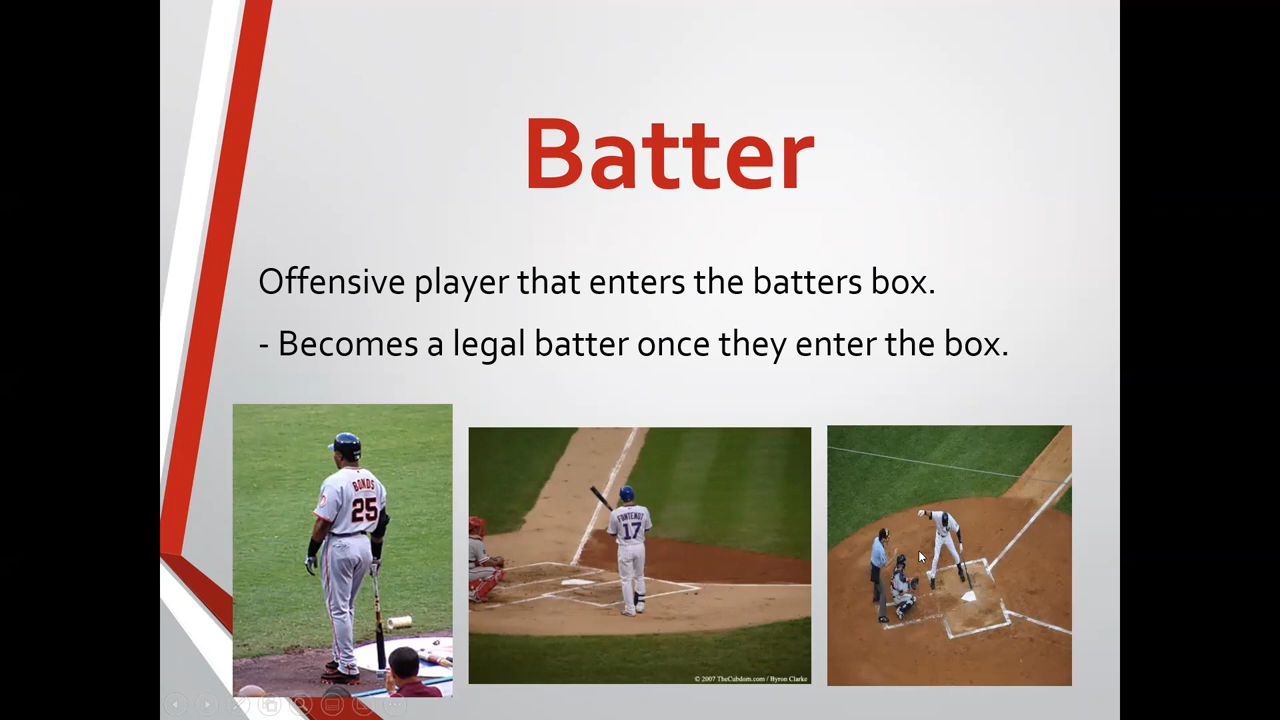 Batter
Offensive player that enters the batters box.
- Becomes a legal batter once they enter the box.
BONDS
25
FONTENOT
17
© 2007 TheCubdom.com / Byron Clarke